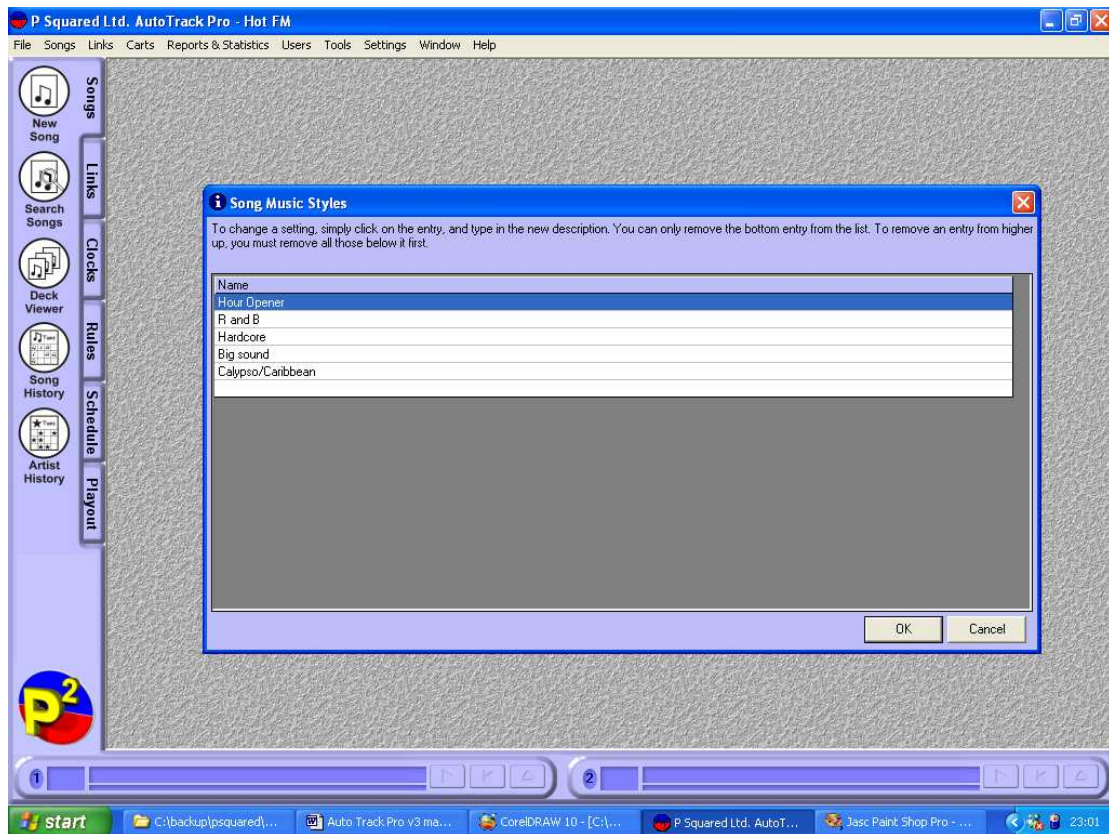 P Squared Ltd. AutoTrack Pro - Hot FM
File Songs Links Carts Reports & Statistics Users Tools Settings Window Help
New
Song
Search
Songs
Deck
Viewer
Song
History
Artist
History
Songs
Links
Clocks
Rules
Schedule
Playout
Song Music Styles
To change a setting, simply click on the entry, and type in the new description. You can only remove the bottom entry from the list. To remove an entry from higher
up, you must remove all those below it first.
Name
Hour Opener
R and B
Hardcore
Big sound
Calypso/Caribbean
OK Cancel
P2
1 2
start C:\backup\psquared\... Auto Track Pro v3 ma... CorelDRAW 10 - [C:\... P Squared Ltd. AutoT... Jasc Paint Shop Pro - ... 23:01